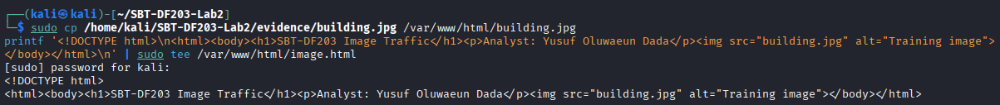 ┌──(kali㉿kali)-[~/SBT-DF203-Lab2]
└─$ sudo cp /home/kali/SBT-DF203-Lab2/evidence/building.jpg /var/www/html/building.jpg
printf '<!DOCTYPE html>\n<html><body><h1>SBT-DF203 Image Traffic</h1><p>Analyst: Yusuf Oluwaeun Dada</p><img src="building.jpg" alt="Training image">
</body></html>\n' | sudo tee /var/www/html/image.html
[sudo] password for kali:
<!DOCTYPE html>
<html><body><h1>SBT-DF203 Image Traffic</h1><p>Analyst: Yusuf Oluwaeun Dada</p><img src="building.jpg" alt="Training image"></body></html>